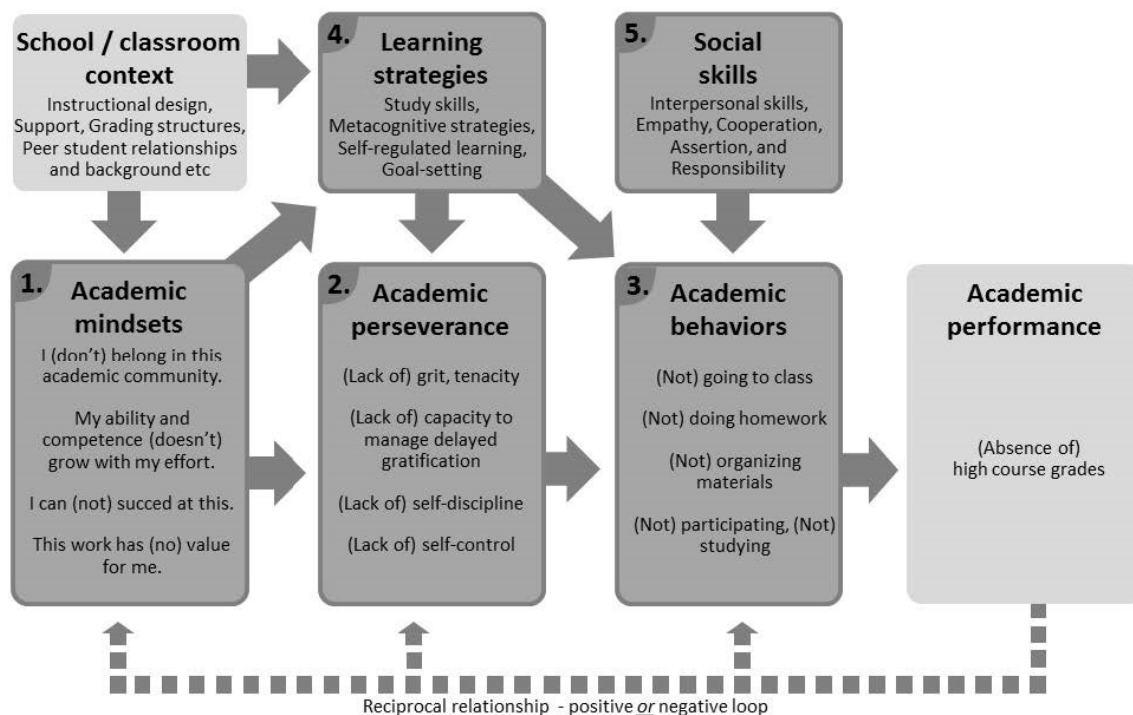 School / classroom
context
Instructional design,
Support, Grading structures,
Peer student relationships
and background etc
4.
Learning
strategies
Study skills,
Metacognitive strategies,
Self-regulated learning,
Goal-setting
5.
Social
skills
Interpersonal skills,
Empathy, Cooperation,
Assertion, and
Responsibility
1.
Academic
mindsets
I (don’t) belong in this
academic community.
My ability and
competence (doesn’t)
grow with my effort.
I can (not) succed at this.
This work has (no) value
for me.
2.
Academic
perseverance
(Lack of) grit, tenacity
(Lack of) capacity to
manage delayed
gratification
(Lack of) self-discipline
(Lack of) self-control
3.
Academic
behaviors
(Not) going to class
(Not) doing homework
(Not) organizing
materials
(Not) participating, (Not)
studying
Academic
performance
(Absence of)
high course grades
Reciprocal relationship - positive or negative loop